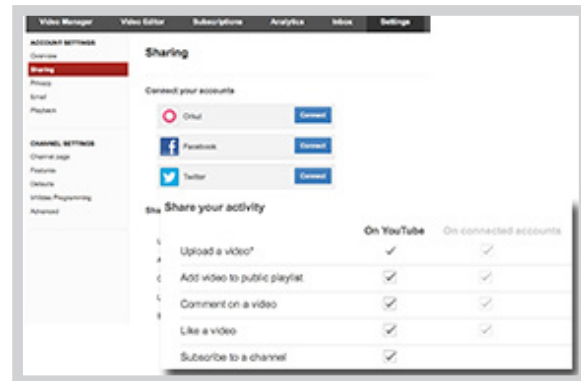 Video Manager Video Editor Subscriptions Analytics Inbox Settings
ACCOUNT SETTINGS
Overview
Sharing
Privacy
Email
Playback
CHANNEL SETTINGS
Channel page
Features
Defaults
InVideo Programming
Advanced
Sharing
Connect your accounts
Orkut Connect
Facebook Connect
Twitter Connect
Share your activity
On YouTube On connected accounts
Upload a video*
Add video to public playlist
Comment on a video
Like a video
Subscribe to a channel